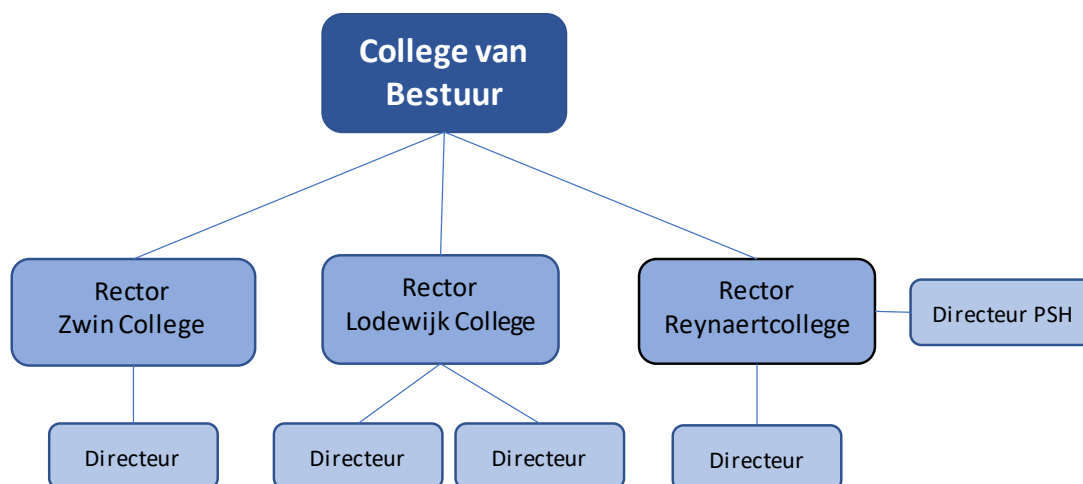 College van
Bestuur
Rector
Zwin College
Rector
Lodewijk College
Rector
Reynaertcollege
Directeur PSH
Directeur
Directeur
Directeur
Directeur